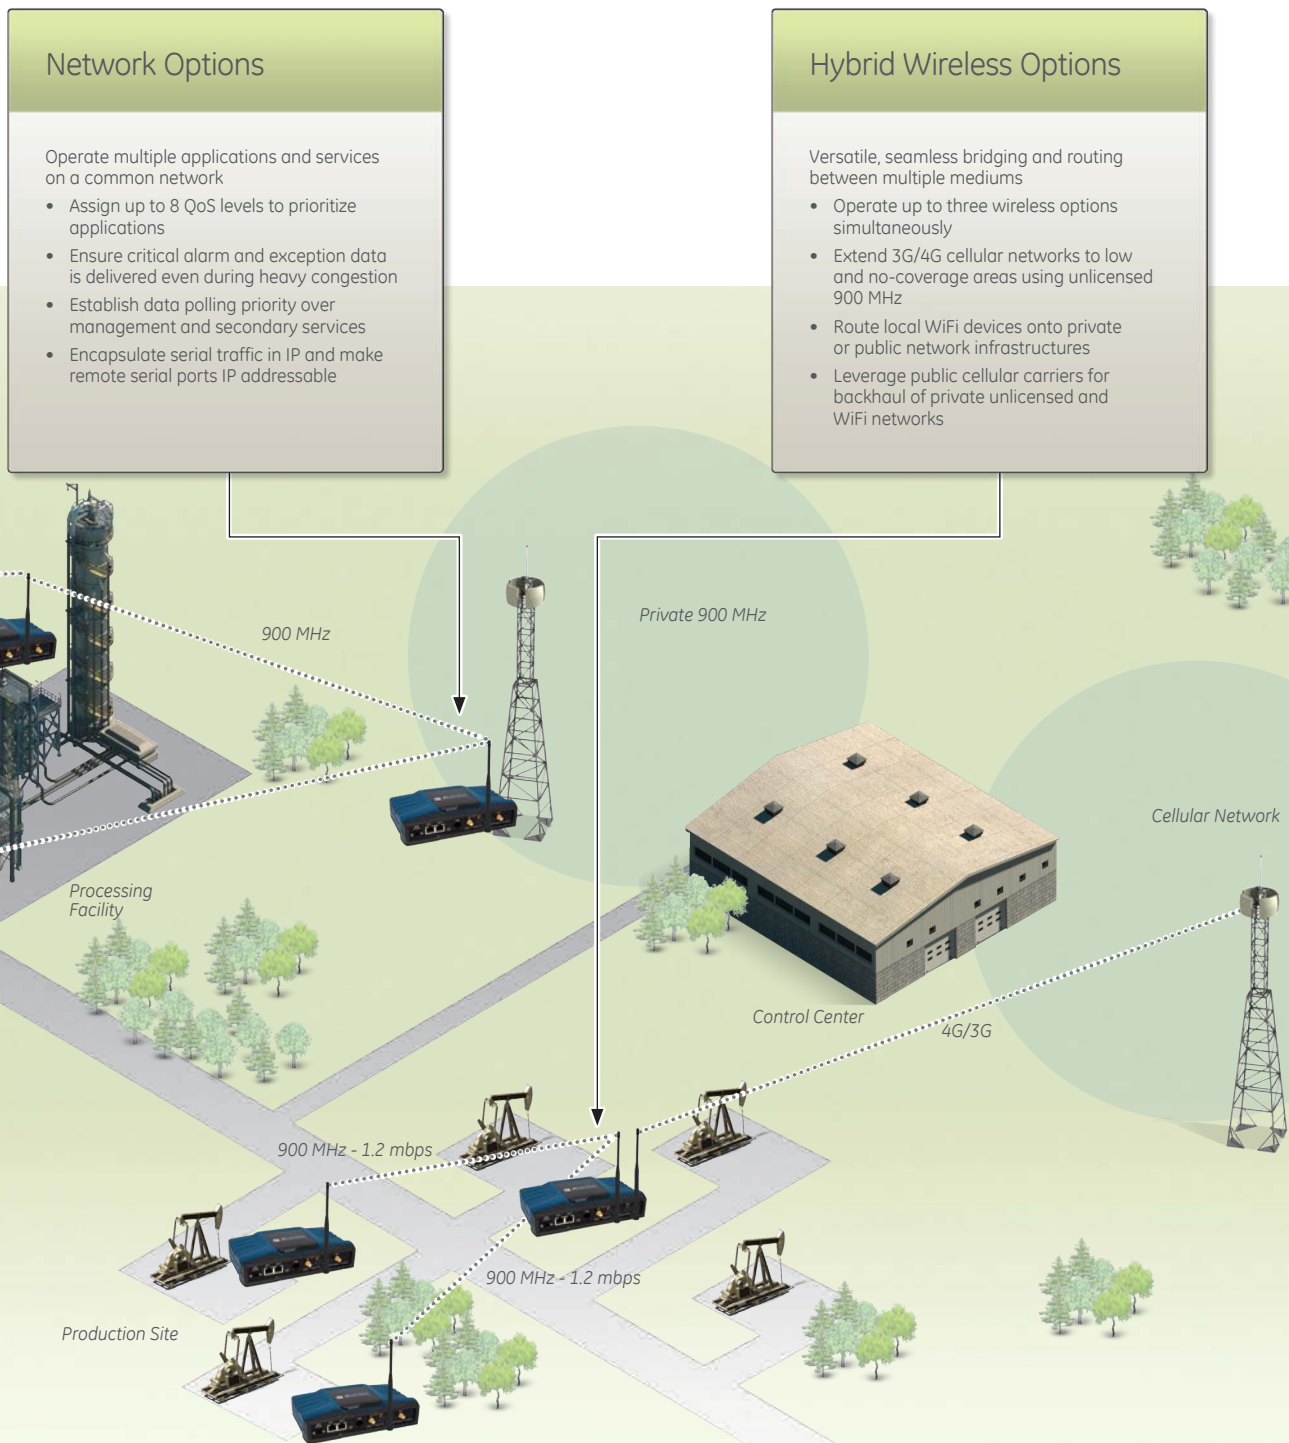 Network Options
Operate multiple applications and services
on a common network
• Assign up to 8 QoS levels to prioritize
applications
• Ensure critical alarm and exception data
is delivered even during heavy congestion
• Establish data polling priority over
management and secondary services
• Encapsulate serial traffic in IP and make
remote serial ports IP addressable
Hybrid Wireless Options
Versatile, seamless bridging and routing
between multiple mediums
• Operate up to three wireless options
simultaneously
• Extend 3G/4G cellular networks to low
and no-coverage areas using unlicensed
900 MHz
• Route local WiFi devices onto private
or public network infrastructures
• Leverage public cellular carriers for
backhaul of private unlicensed and
WiFi networks
900 MHz
Private 900 MHz
Cellular Network
Processing
Facility
Control Center
4G/3G
900 MHz - 1.2 mbps
900 MHz - 1.2 mbps
Production Site